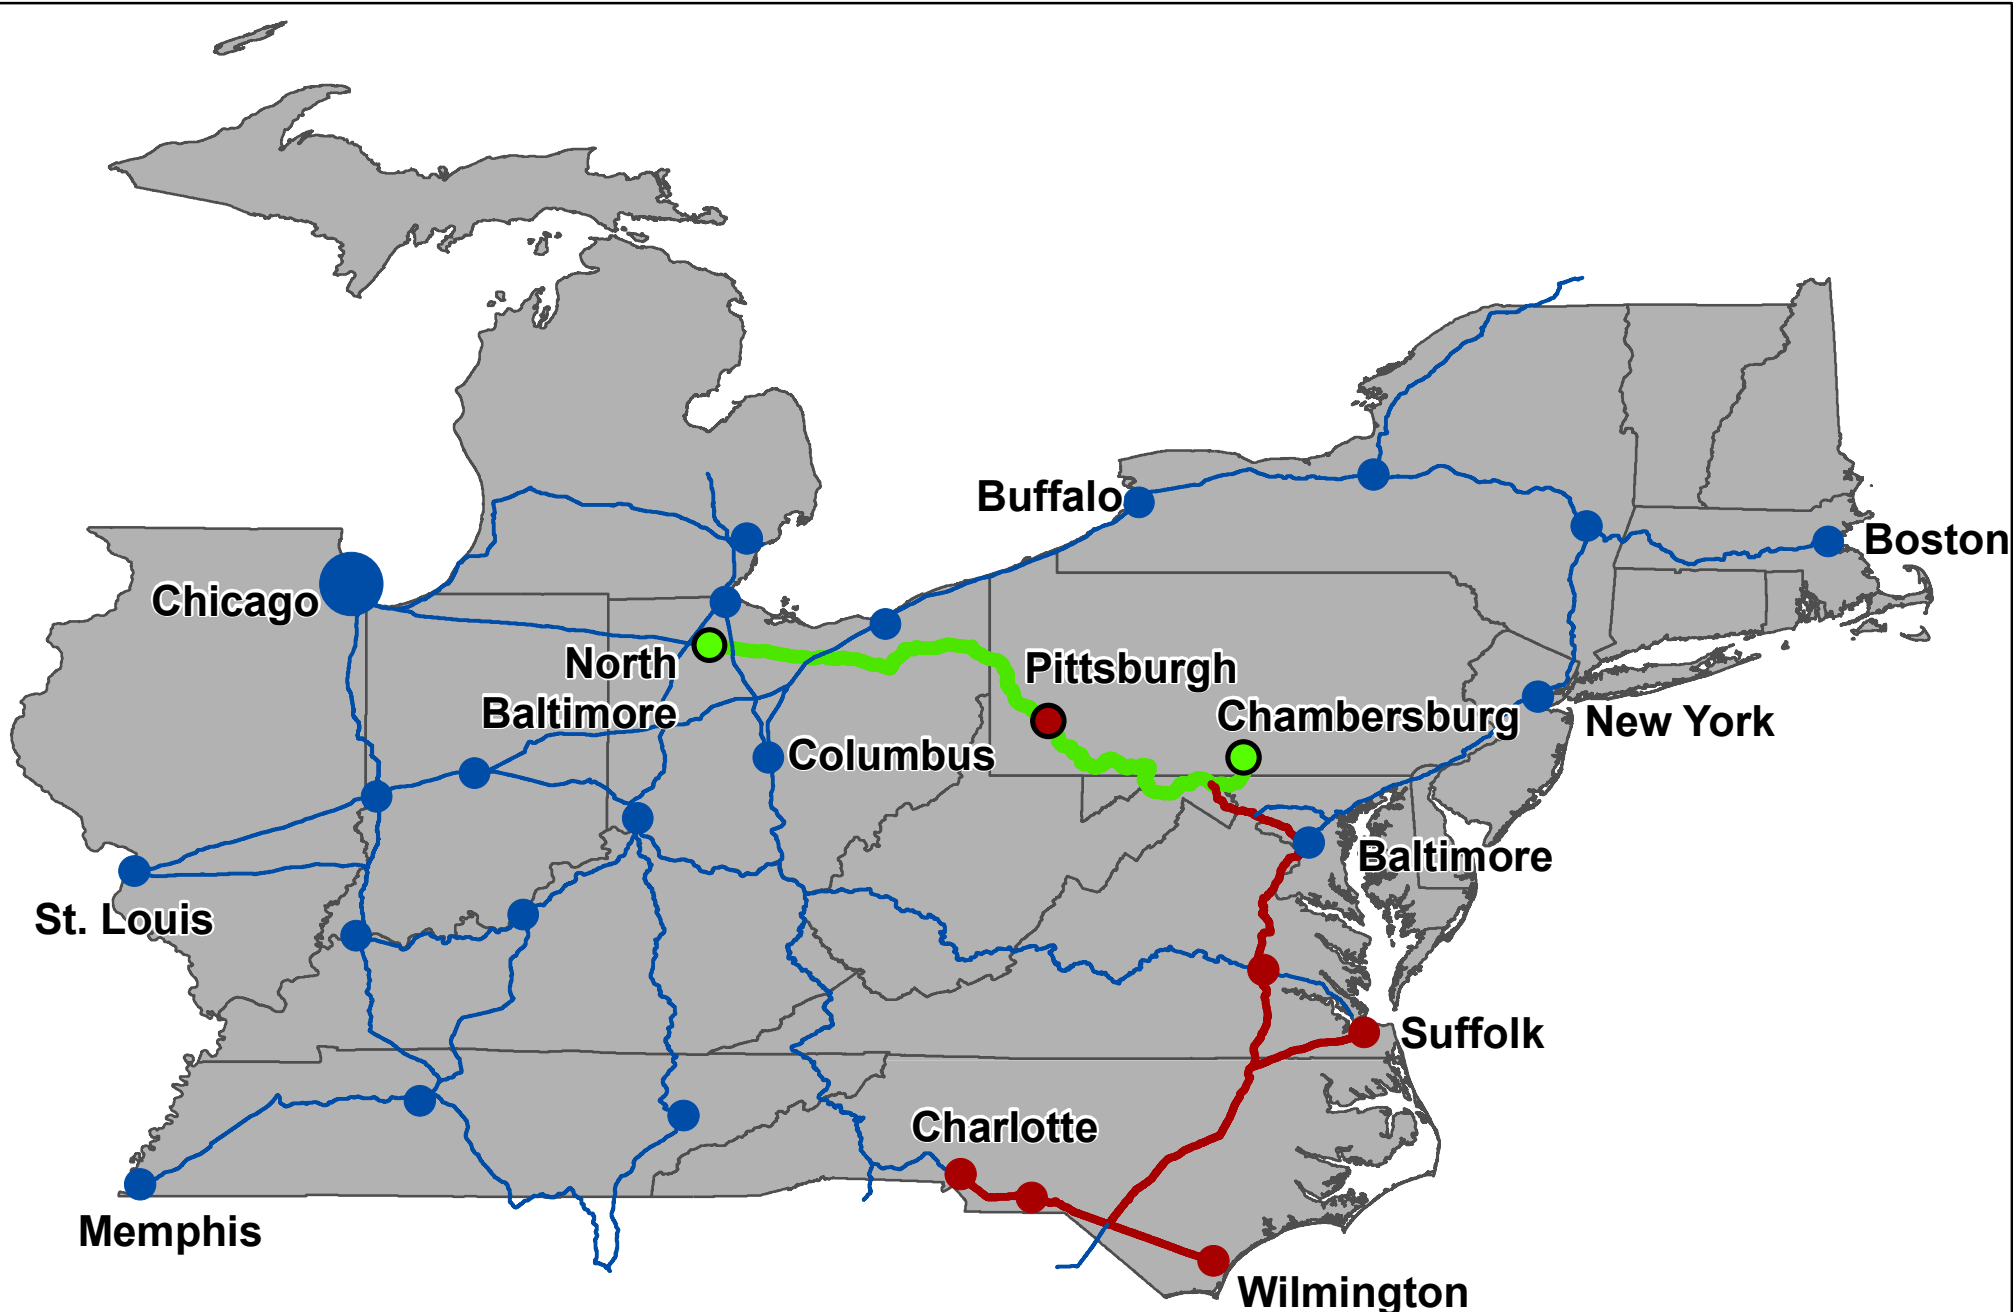 Buffalo
Boston
Chicago
North
Baltimore
Pittsburgh
Chambersburg
New York
Columbus
Baltimore
St. Louis
Suffolk
Charlotte
Memphis
Wilmington